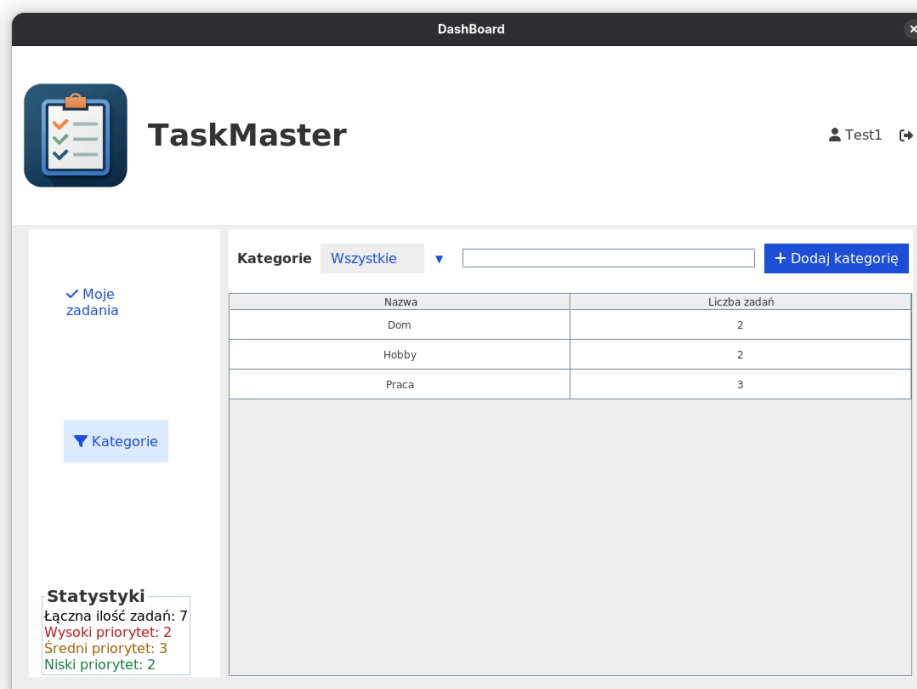 DashBoard
TaskMaster
Test1
Moje
zadania
Kategorie
Statystyki
Łączna ilość zadań: 7
Wysoki priorytet: 2
Średni priorytet: 3
Niski priorytet: 2
Kategorie Wszystkie ▼ + Dodaj kategorię
Nazwa Liczba zadań
Dom 2
Hobby 2
Praca 3